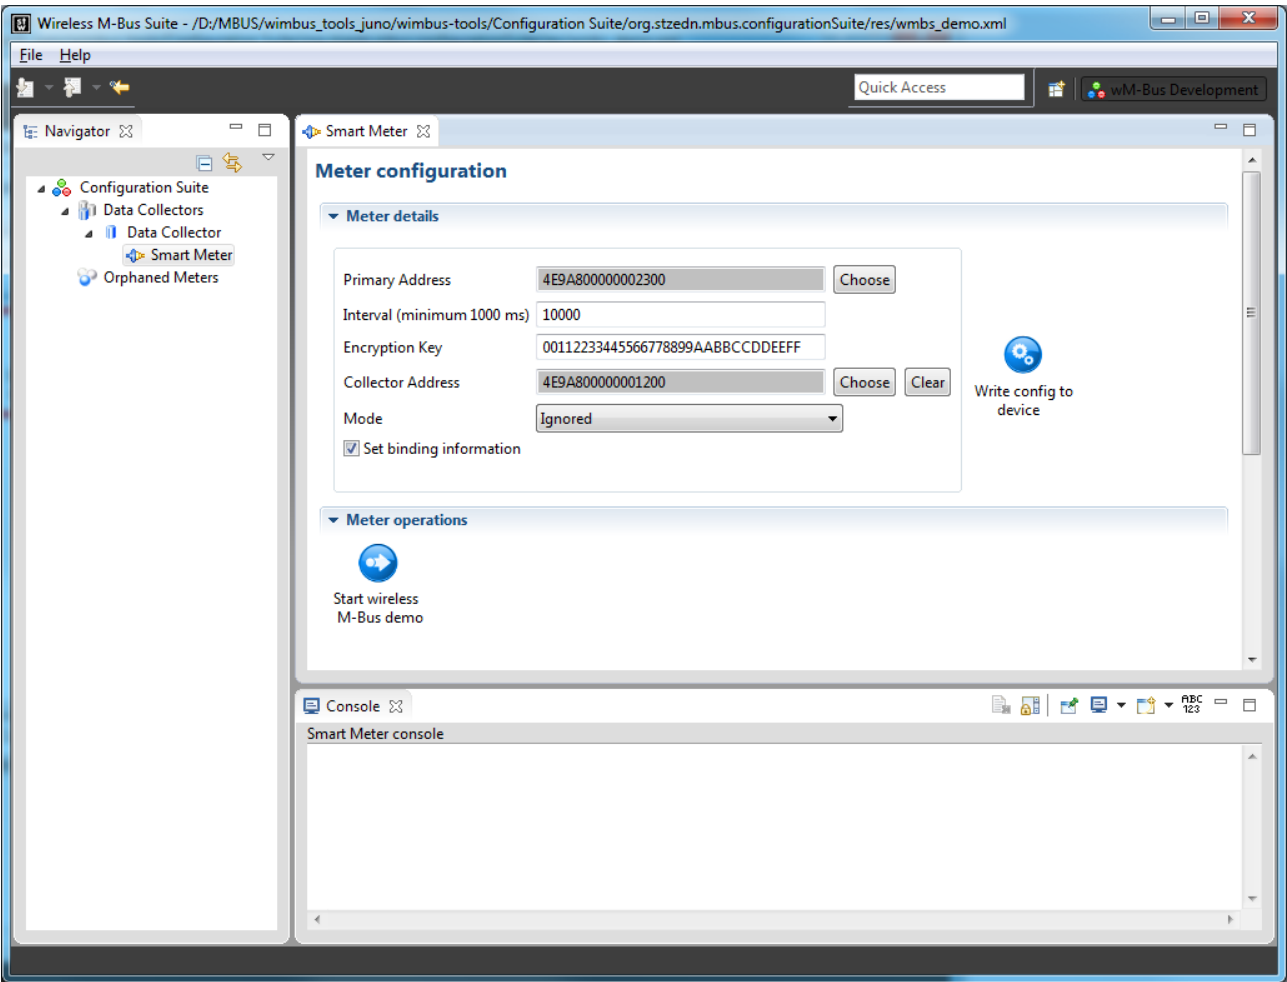 Wireless M-Bus Suite - /D:/MBUS/wimbus_tools_juno/wimbus-tools/Configuration Suite/org.stzedn.mbus.configurationSuite/res/wmbs_demo.xml
File Help
Quick Access
wM-Bus Development
Navigator
Configuration Suite
Data Collectors
Data Collector
Smart Meter
Orphaned Meters
Smart Meter
Meter configuration
Meter details
Primary Address 4E9A800000002300 Choose
Interval (minimum 1000 ms) 10000
Encryption Key 00112233445566778899AABBCCDDEEFF
Collector Address 4E9A800000001200 Choose Clear
Mode Ignored
Set binding information
Write config to
device
Meter operations
Start wireless
M-Bus demo
Console
ABC
123
Smart Meter console